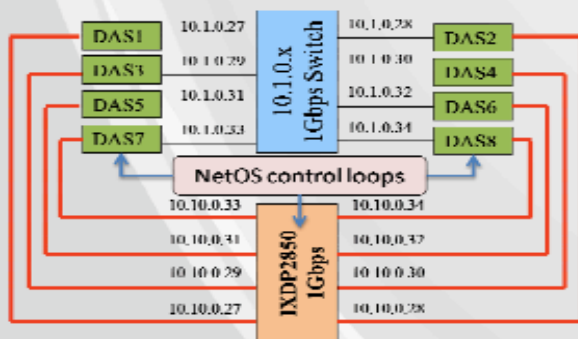 DAS1 10.1.0.27 10.1.0.28 DAS2
DAS3 10.1.0.29 10.1.0.30 DAS4
DAS5 10.1.0.31 10.1.0.32 DAS6
DAS7 10.1.0.33 10.1.0.34 DAS8
10.1.0.x
1Gbps Switch
NetOS control loops
10.10.0.33 10.10.0.34
10.10.0.31 10.10.0.32
10.10.0.29 10.10.0.30
10.10.0.27 10.10.0.28
IXDP2850
1Gbps